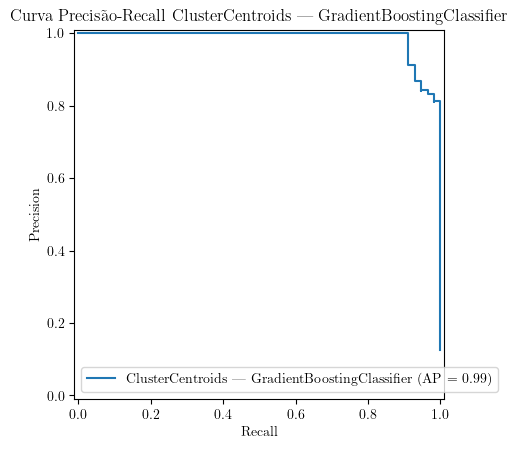 Curva Precisão-Recall ClusterCentroids — GradientBoostingClassifier
1.0
0.8
0.6
0.4
0.2
0.0
Precision
ClusterCentroids — GradientBoostingClassifier (AP = 0.99)
0.0 0.2 0.4 0.6 0.8 1.0
Recall